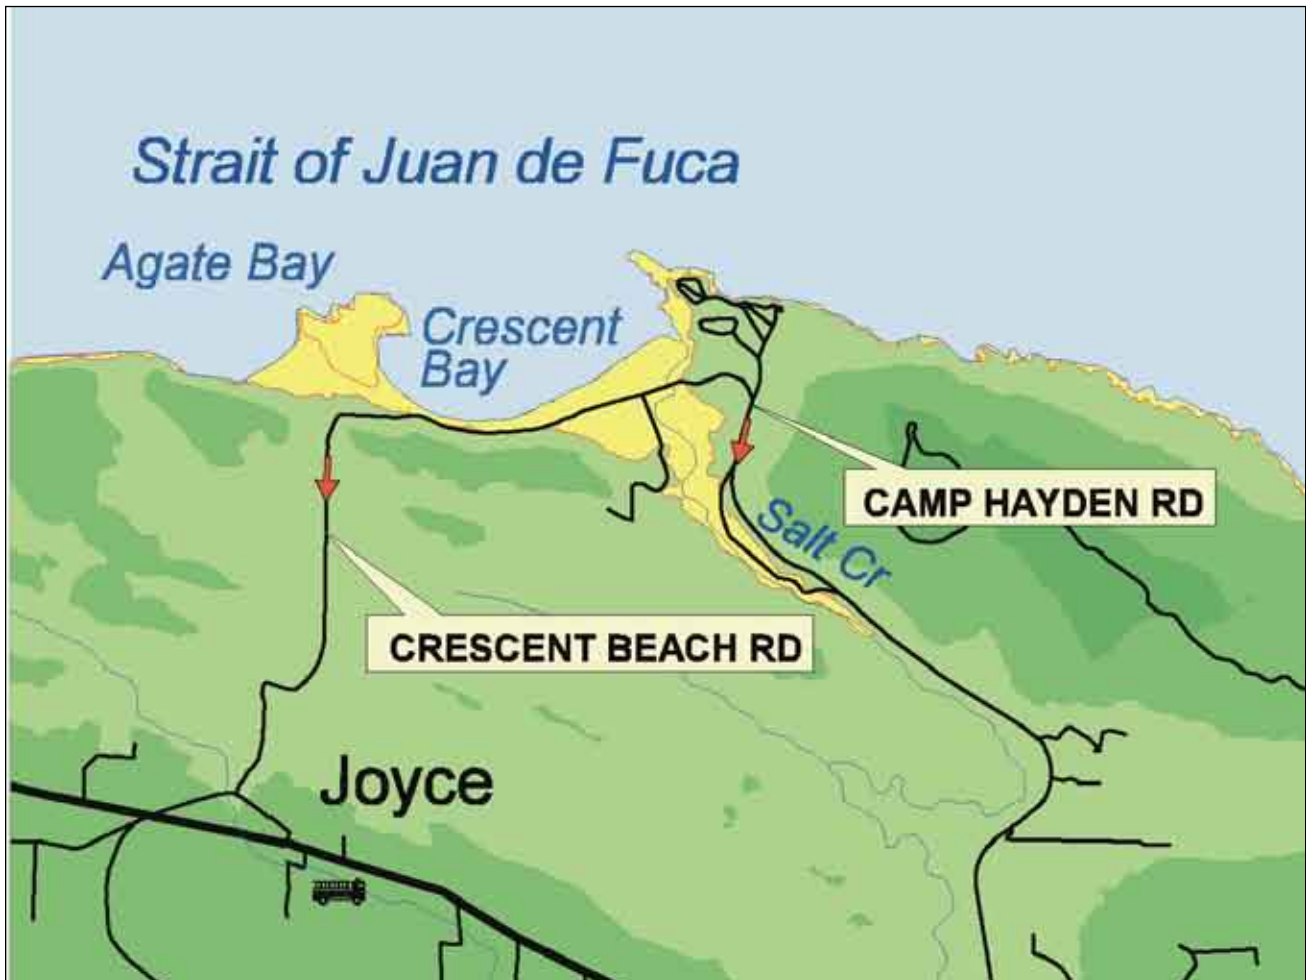 Strait of Juan de Fuca
Agate Bay
Crescent
Bay
CAMP HAYDEN RD
Salt Cr
CRESCENT BEACH RD
Joyce